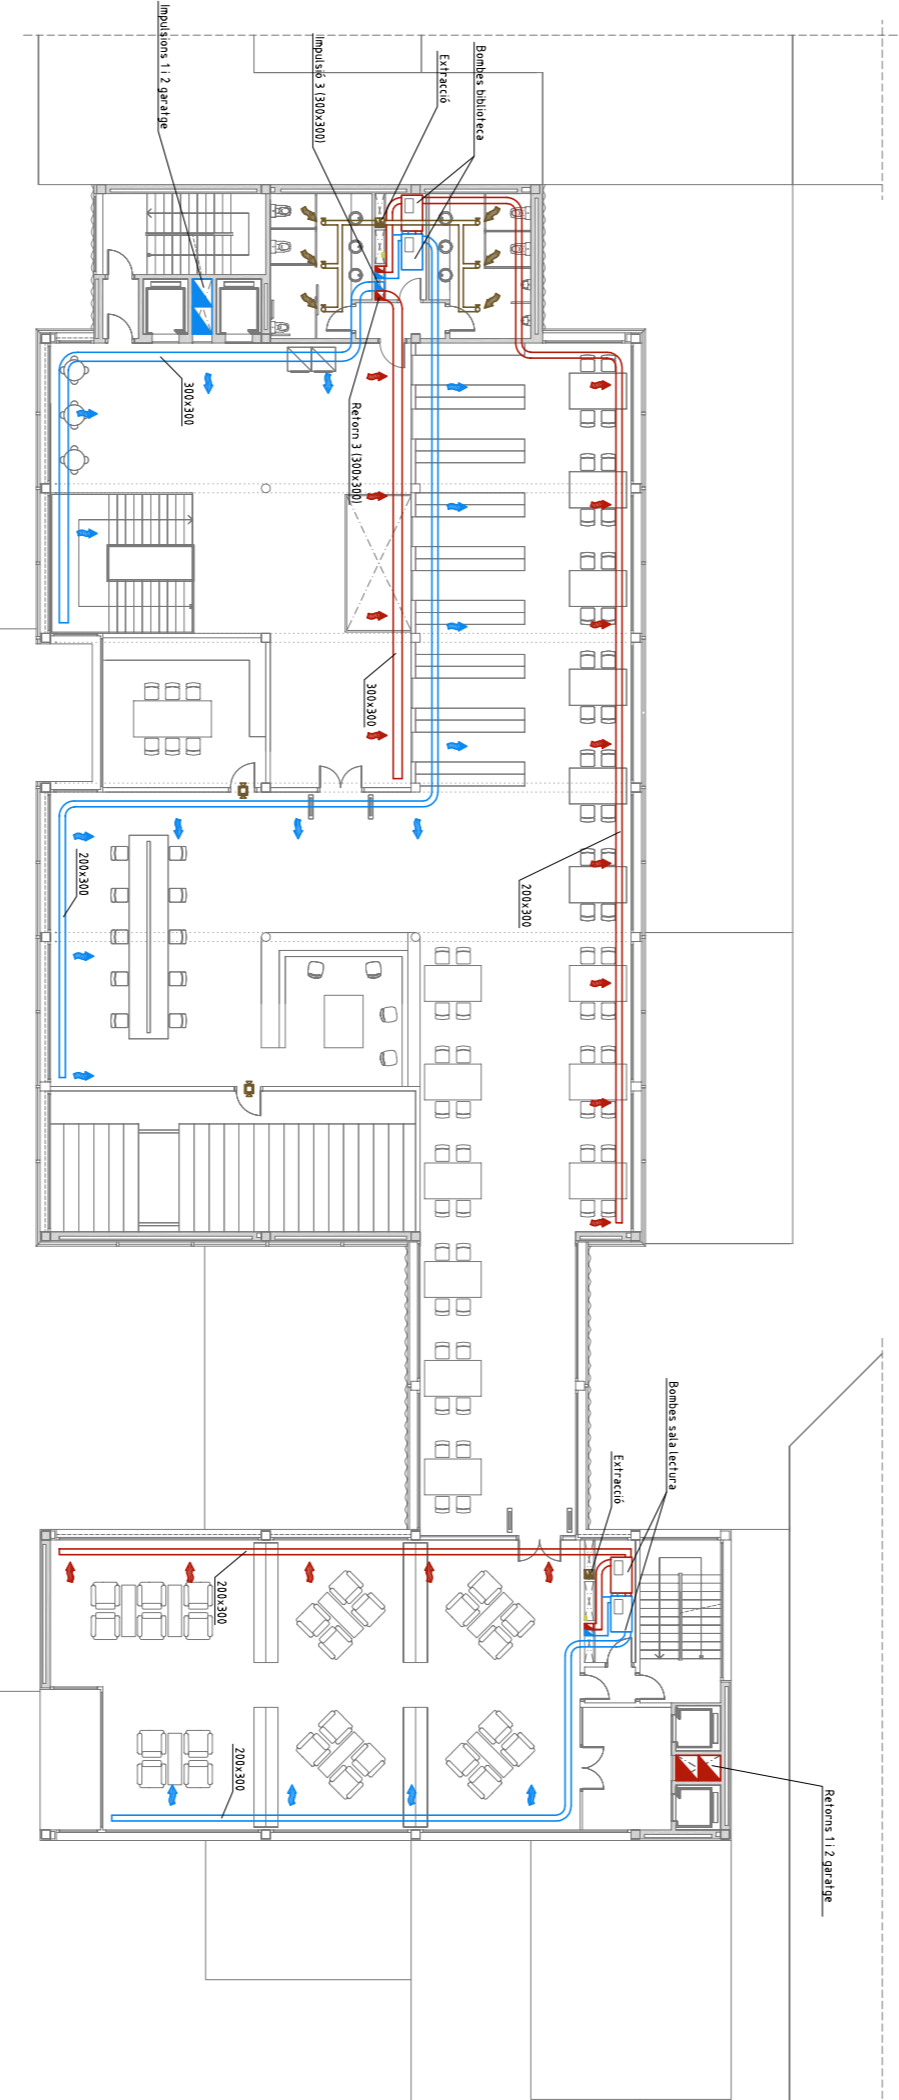 Impulsions 1 i 2 garatge
Impulsió 3 (300x300)
Extracció
Bombes biblioteca
300x300
Retorn 3 (300x300)
300x300
200x300
200x300
Bombes sala lectura
Extracció
200x300
200x300
Retorns 1 i 2 garatge